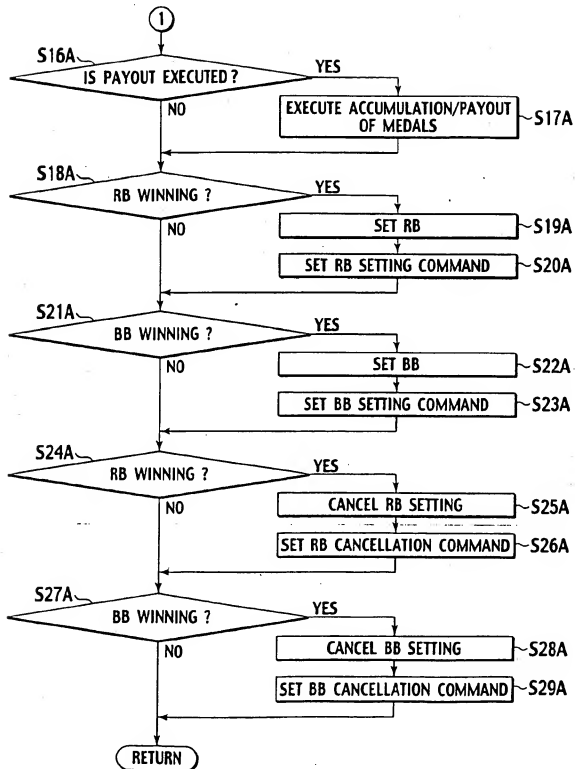 1
S16A
IS PAYOUT EXECUTED ?
YES
NO
EXECUTE ACCUMULATION/PAYOUT
OF MEDALS
S17A
S18A
RB WINNING ?
YES
NO
SET RB
S19A
SET RB SETTING COMMAND
S20A
S21A
BB WINNING ?
YES
NO
SET BB
S22A
SET BB SETTING COMMAND
S23A
S24A
RB WINNING ?
YES
NO
CANCEL RB SETTING
S25A
SET RB CANCELLATION COMMAND
S26A
S27A
BB WINNING ?
YES
NO
CANCEL BB SETTING
S28A
SET BB CANCELLATION COMMAND
S29A
RETURN